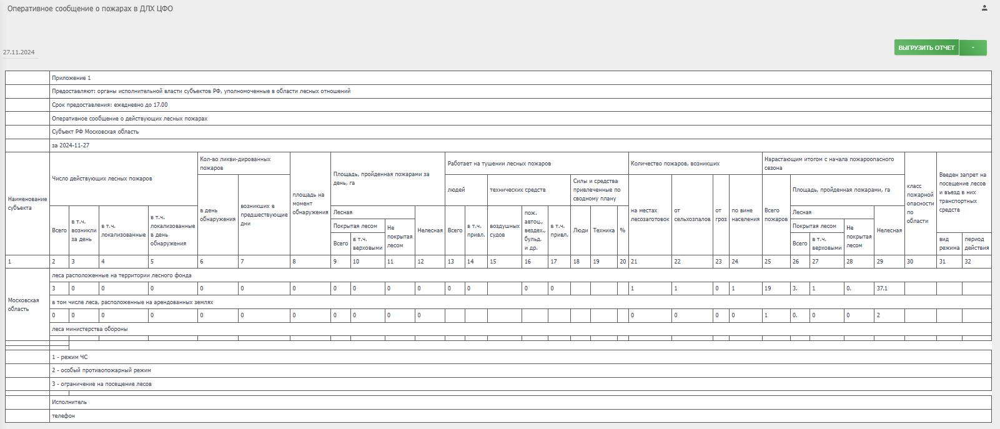 Оперативное сообщение о пожарах в ДЛХ ЦФО
27.11.2024
ВЫГРУЗИТЬ ОТЧЕТ
Приложение 1
Предоставляют: органы исполнительной власти субъектов РФ, уполномоченные в области лесных отношений
Срок предоставления: ежедневно до 17.00
Оперативное сообщение о действующих лесных пожарах
Субъект РФ Московская область
за 2024-11-27
Наименование
субъекта
Число действующих лесных пожаров
Всего
в т.ч.
возникли
за день
в т.ч.
локализованные
в т.ч.
локализованные
в день
обнаружения
Кол-во ликви-дированных
пожаров
в день
обнаружения
возникших в
предшествующие
дни
площадь на
момент
обнаружения
Площадь, пройденная пожарами за
день, га
Лесная
Покрытая лесом
Всего
в т.ч.
верховыми
Не
покрытая
лесом
Нелесная
Работает на тушении лесных пожаров
людей
Всего
в т.ч.
привл.
технических средств
воздушных
судов
пож.
автоц.,
вездех.,
бульд.
и др.
в т.ч.
привл.
Силы и средства
привлеченные по
сводному плану
Люди
Техника
%
Количество пожаров, возникших
на местах
лесозаготовок
от
сельхозпалов
от
гроз
по вине
населения
Нарастающим итогом с начала пожароопасного
сезона
Всего
пожаров
Площадь, пройденная пожарами, га
Лесная
Покрытая лесом
Всего
в т.ч.
верховыми
Не
покрытая
лесом
Нелесная
класс
пожарной
опасности
по
области
Введен запрет на
посещение лесов
и въезд в них
транспортных
средств
вид
режима
период
действия
1 2 3 4 5 6 7 8 9 10 11 12 13 14 15 16 17 18 19 20 21 22 23 24 25 26 27 28 29 30 31 32
Московская
область
леса расположенные на территории лесного фонда
3 0 0 0 0 0 0 0 0 0 0 0 0 0 0 1 1 0 1 19 3. 1 0. 37.1
в том числе леса, расположенные на арендованных землях
0 0 0 0 0 0 0 0 0 0 0 0 0 0 0 1 0. 0 0 2
леса министерства обороны
1 - режим ЧС
2 - особый противопожарный режим
3 - ограничение на посещение лесов
Исполнитель
телефон